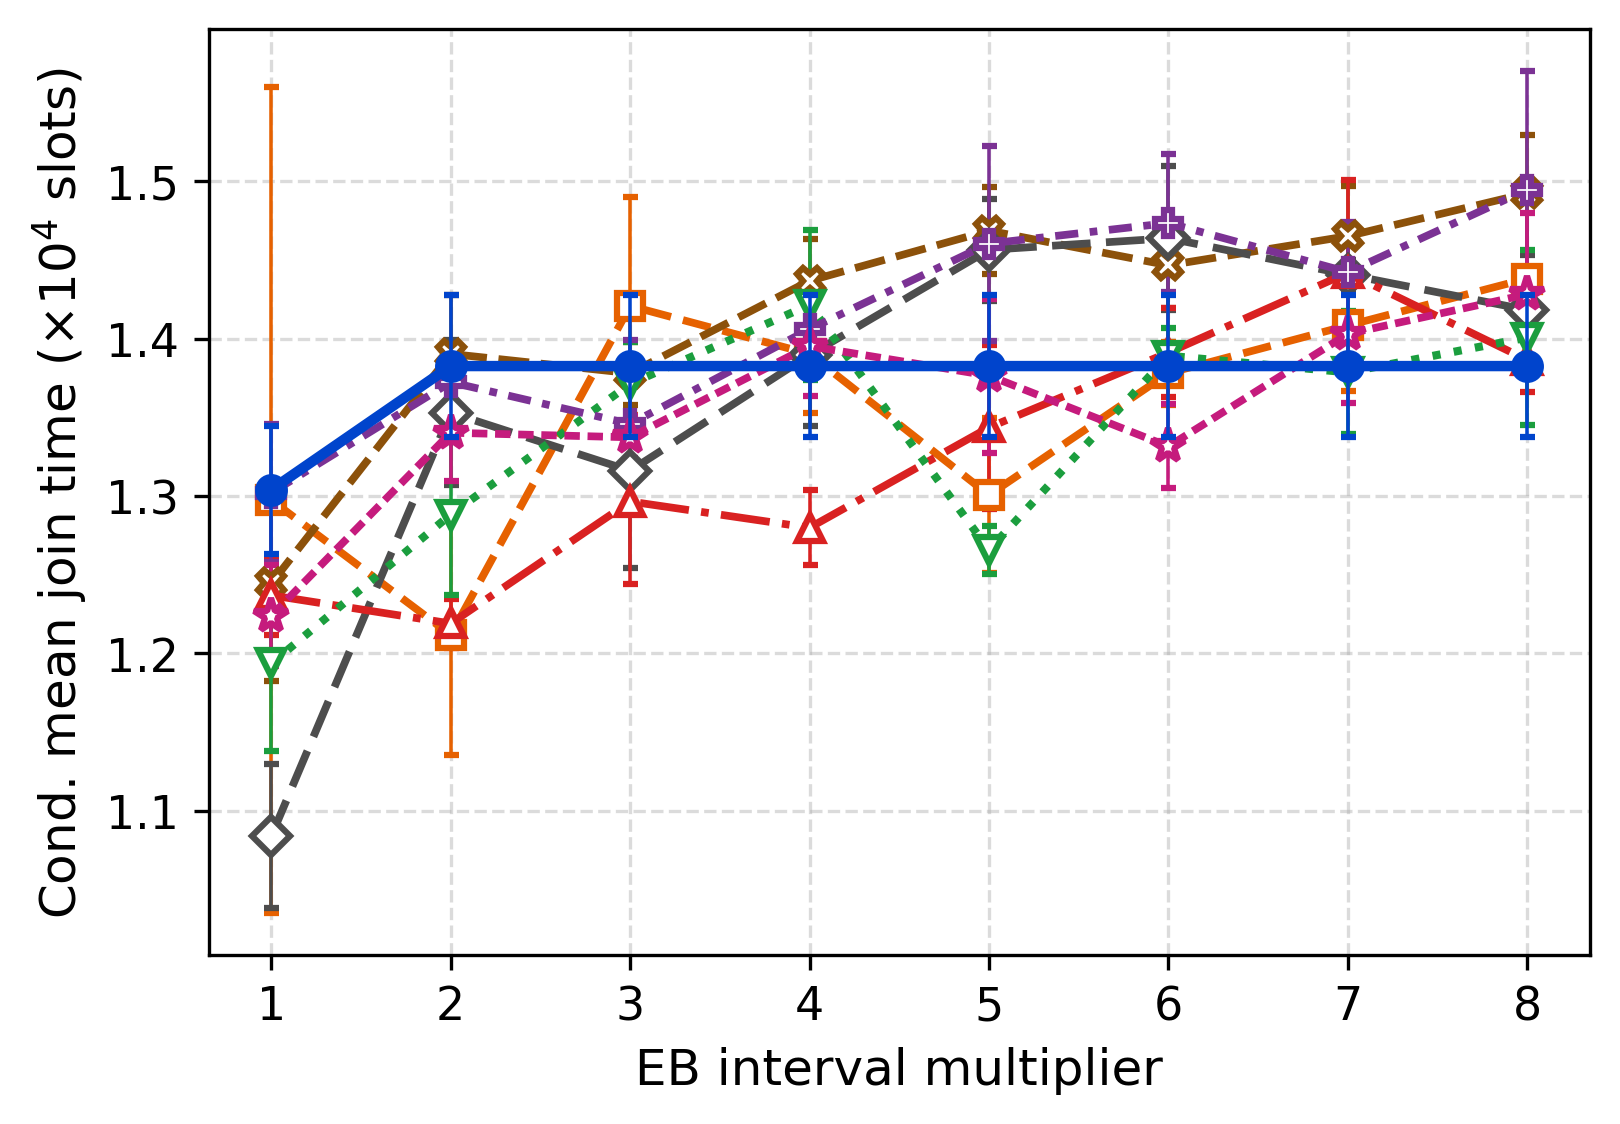 Cond. mean join time (×10⁴ slots)
1.5
1.4
1.3
1.2
1.1
1 2 3 4 5 6 7 8
EB interval multiplier